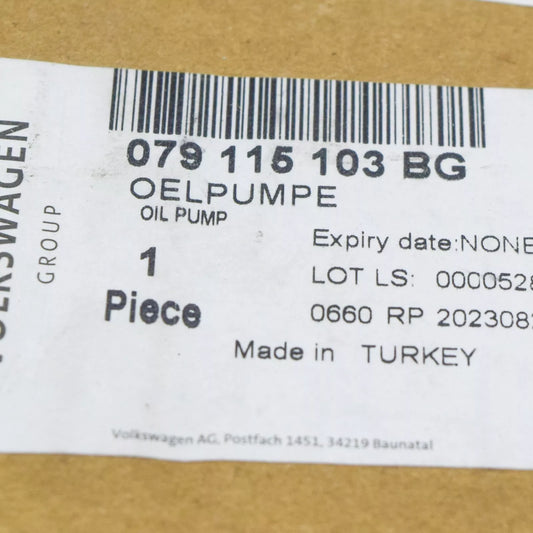 VOLKSWAGEN
GROUP
079 115 103 BG
OELPUMPE
OIL PUMP
1
Piece
Expiry date:NONE
LOT LS: 0000528
0660 RP 202308
Made in TURKEY
Volkswagen AG, Postfach 1451, 34219 Baunatal